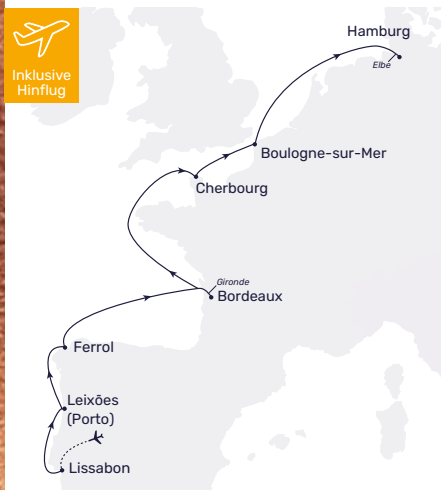 Inklusive
Hinflug
Hamburg
Elbe
Boulogne-sur-Mer
Cherbourg
Gironde
Bordeaux
Ferrol
Leixões
(Porto)
Lissabon